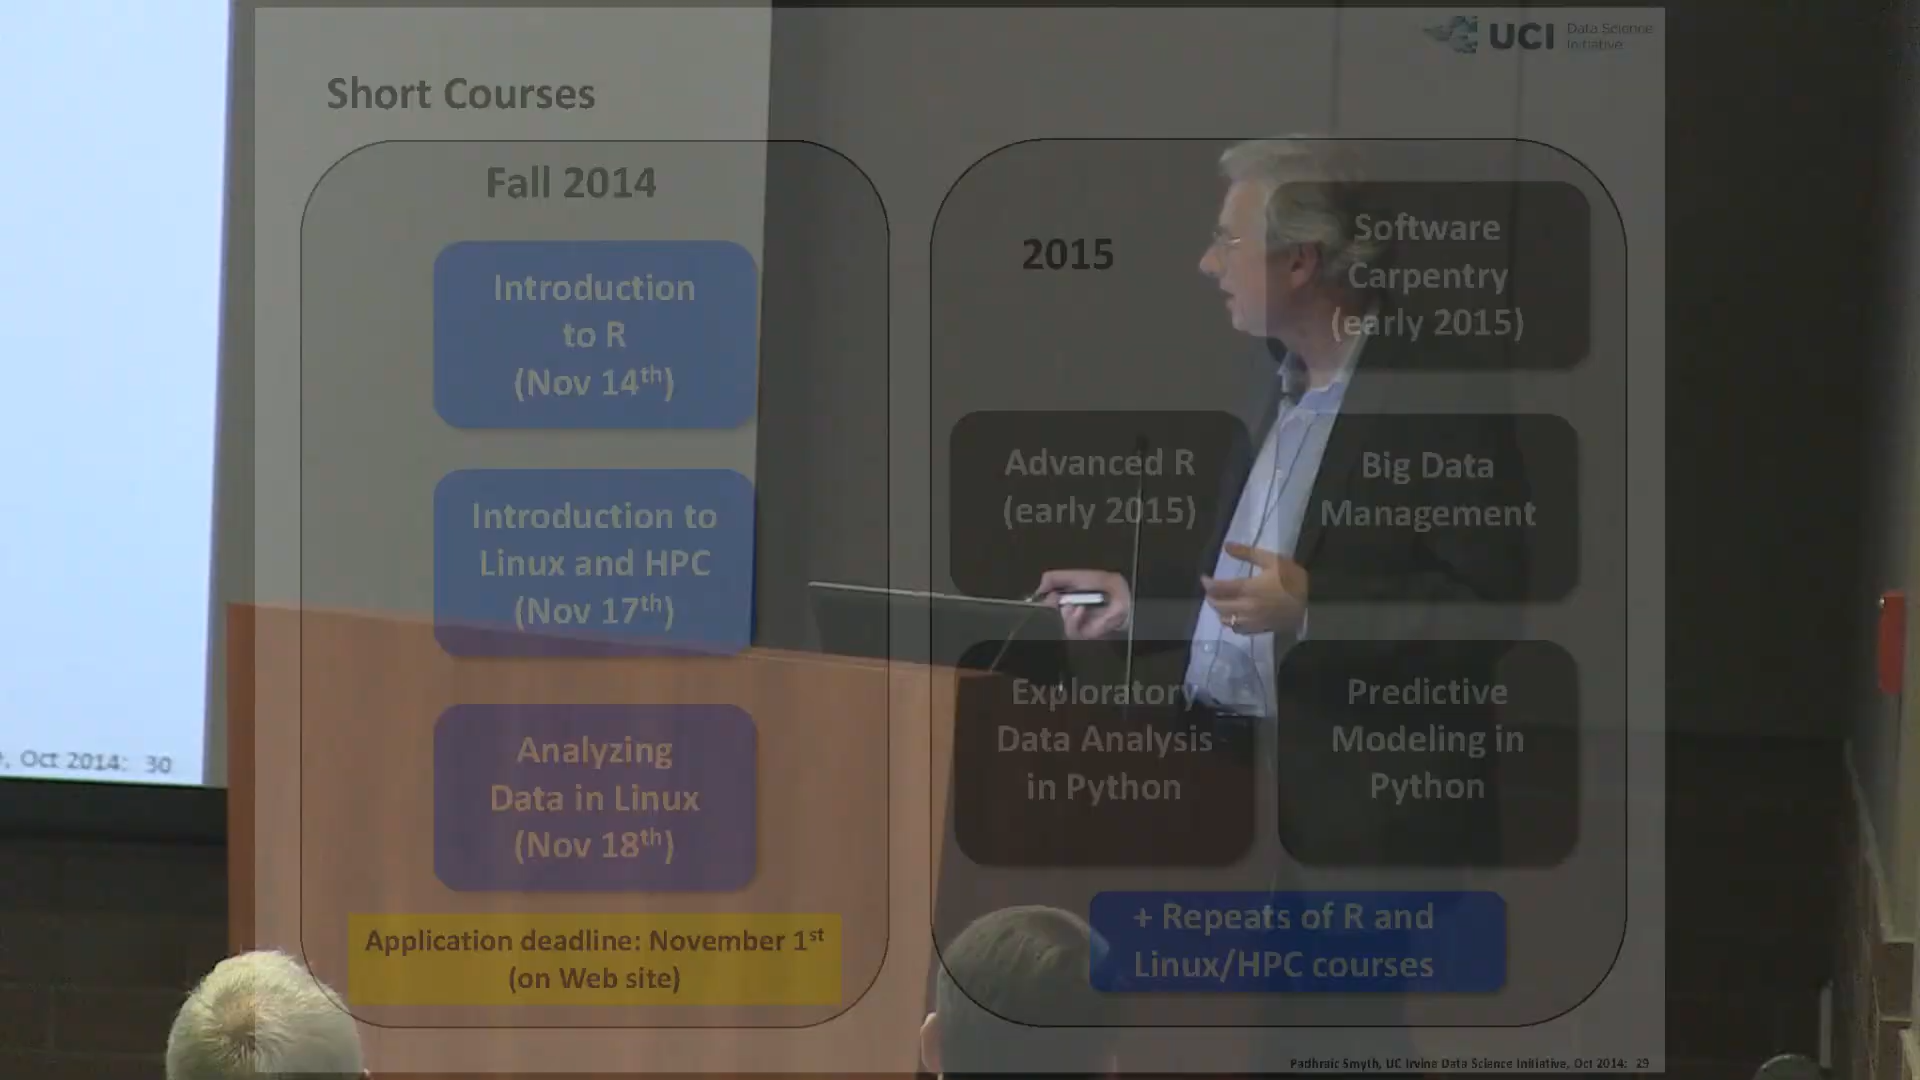 UCI Data Science
Initiative
Short Courses
Fall 2014
Introduction
to R
(Nov 14th)
Introduction to
Linux and HPC
(Nov 17th)
Analyzing
Data in Linux
(Nov 18th)
Application deadline: November 1st
(on Web site)
2015
Software
Carpentry
(early 2015)
Advanced R
(early 2015)
Big Data
Management
Exploratory
Data Analysis
in Python
Predictive
Modeling in
Python
+ Repeats of R and
Linux/HPC courses
Padhraic Smyth, UC Irvine Data Science Initiative, Oct 2014: 29
, Oct 2014: 30